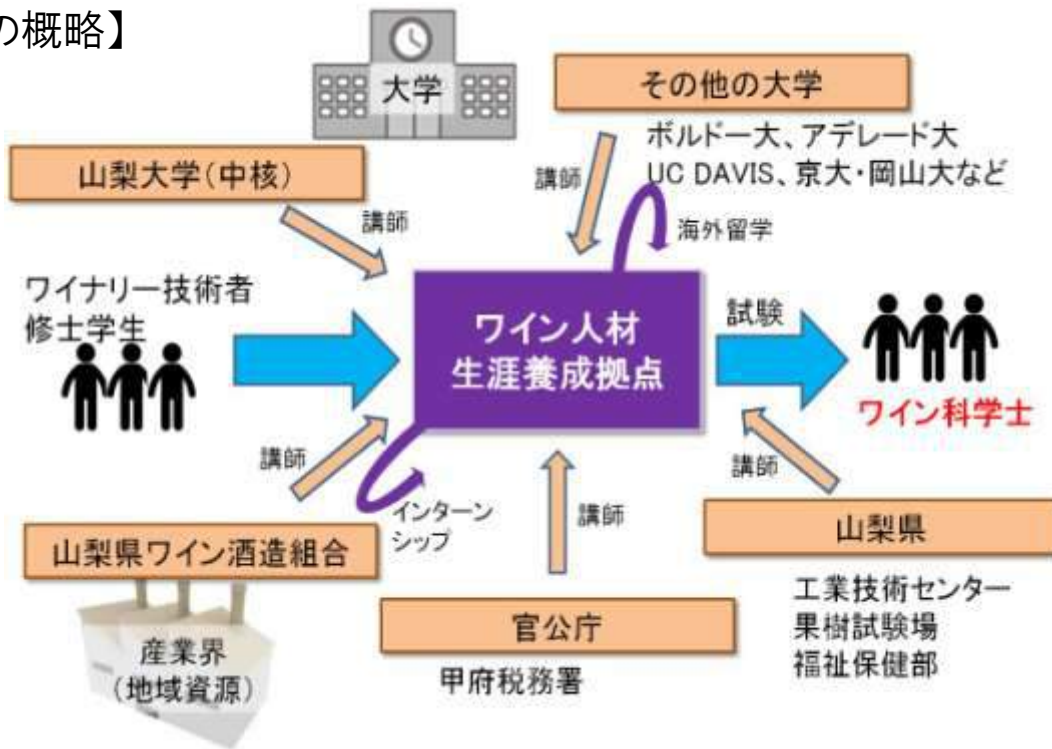 の概略】
大学
その他の大学
ボルドー大、アデレード大
UC DAVIS、京大・岡山大など
山梨大学(中核)
講師
講師
海外留学
ワイナリー技術者
修士学生
ワイン人材
生涯養成拠点
試験
ワイン科学士
講師
インターン
シップ
講師
講師
山梨県ワイン酒造組合
産業界
(地域資源)
官公庁
甲府税務署
山梨県
工業技術センター
果樹試験場
福祉保健部